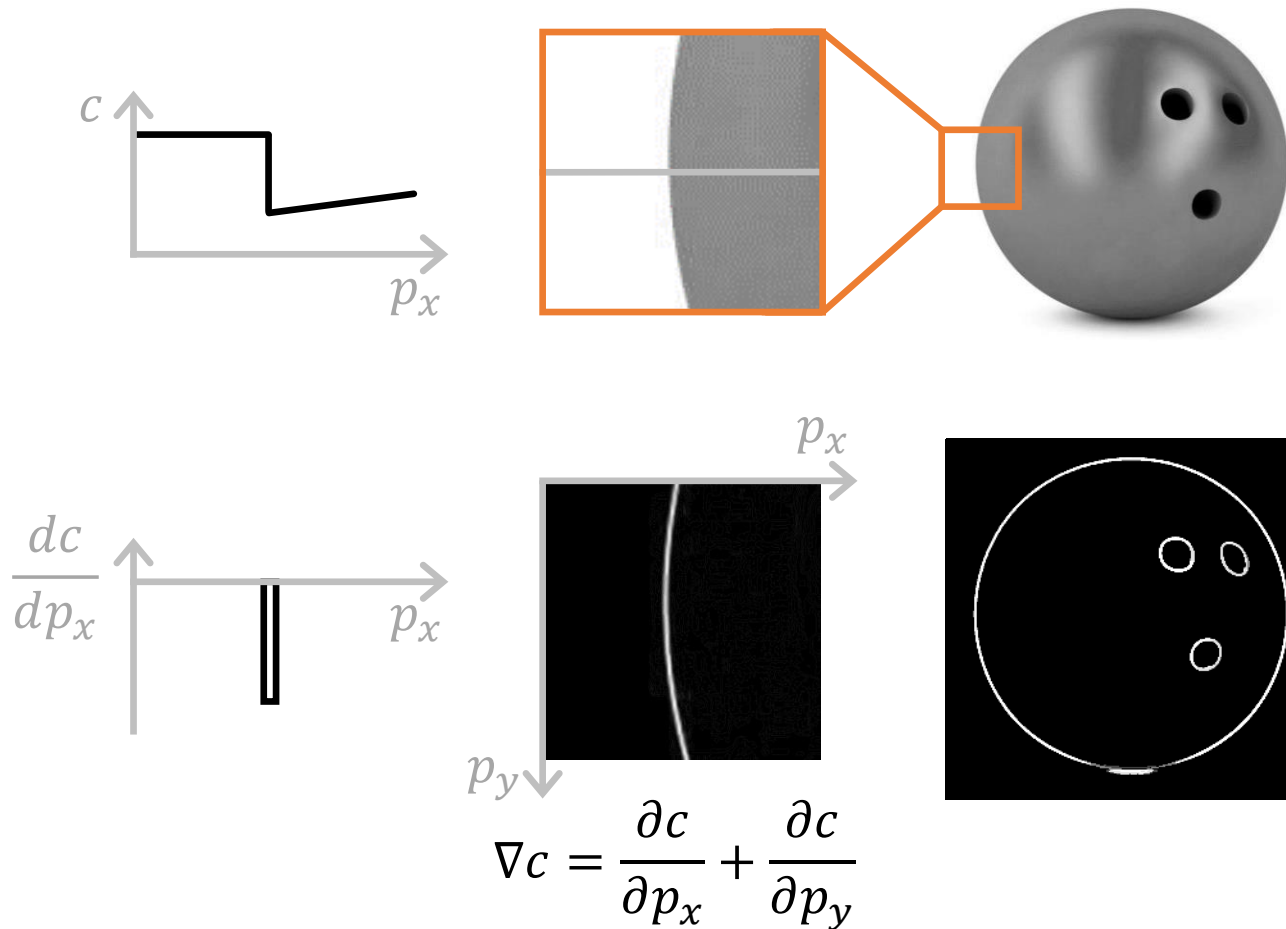 c
p_x
p_x
dc
dp_x
p_x
p_y
∇c = ∂c/∂p_x + ∂c/∂p_y